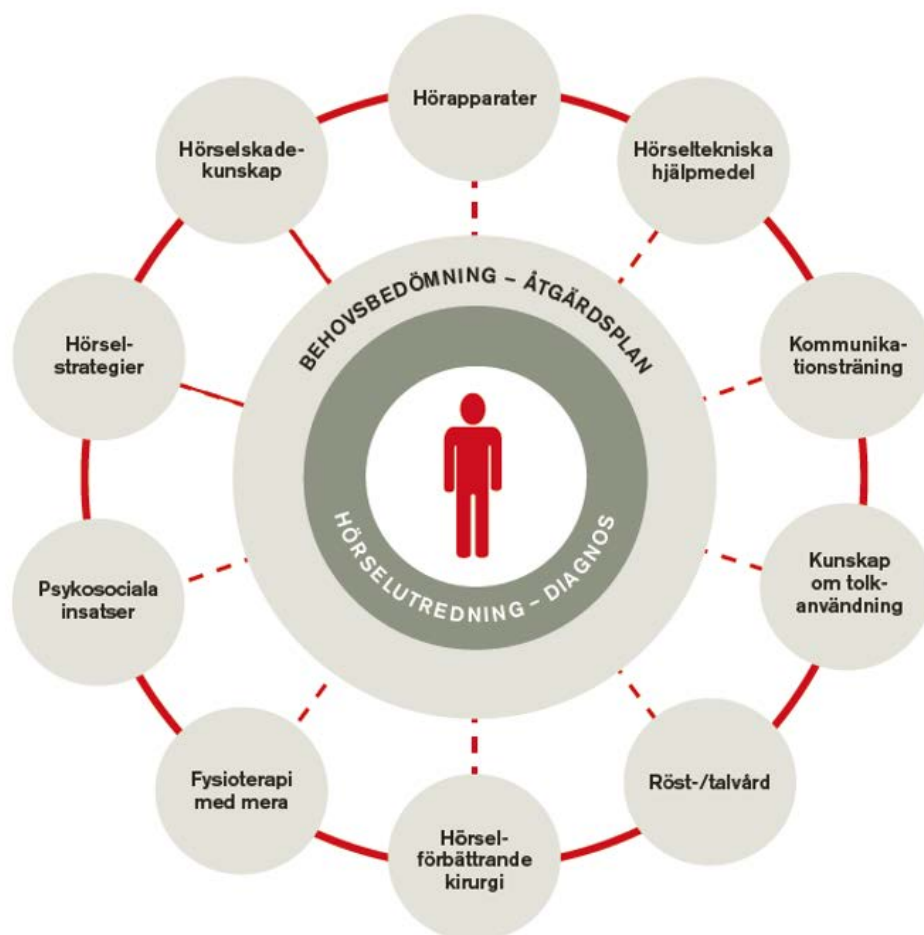 Hörapparater
Hörseltekniska
hjälpmedel
Kommunika-
tionsträning
Kunskap
om tolk-
användning
Röst-/talvård
Hörsel-
förbättrande
kirurgi
Fysioterapi
med mera
Psykosociala
insatser
Hörsel-
strategier
Hörselskade-
kunskap
BEHOVSBEDÖMNING – ÅTGÄRDSPLAN
HÖRSELUTREDNING – DIAGNOS